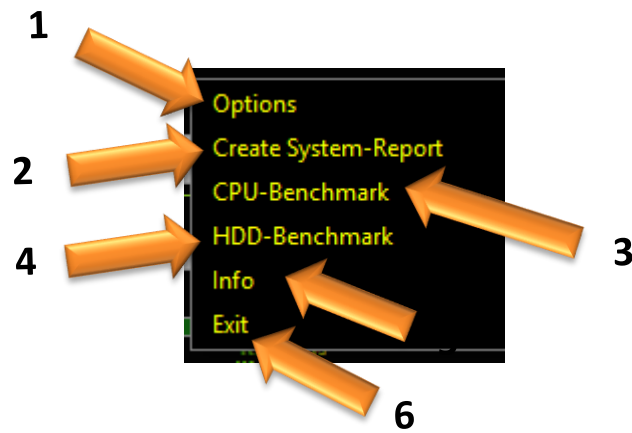 1
Options
2
Create System-Report
CPU-Benchmark
3
4
HDD-Benchmark
Info
Exit
6